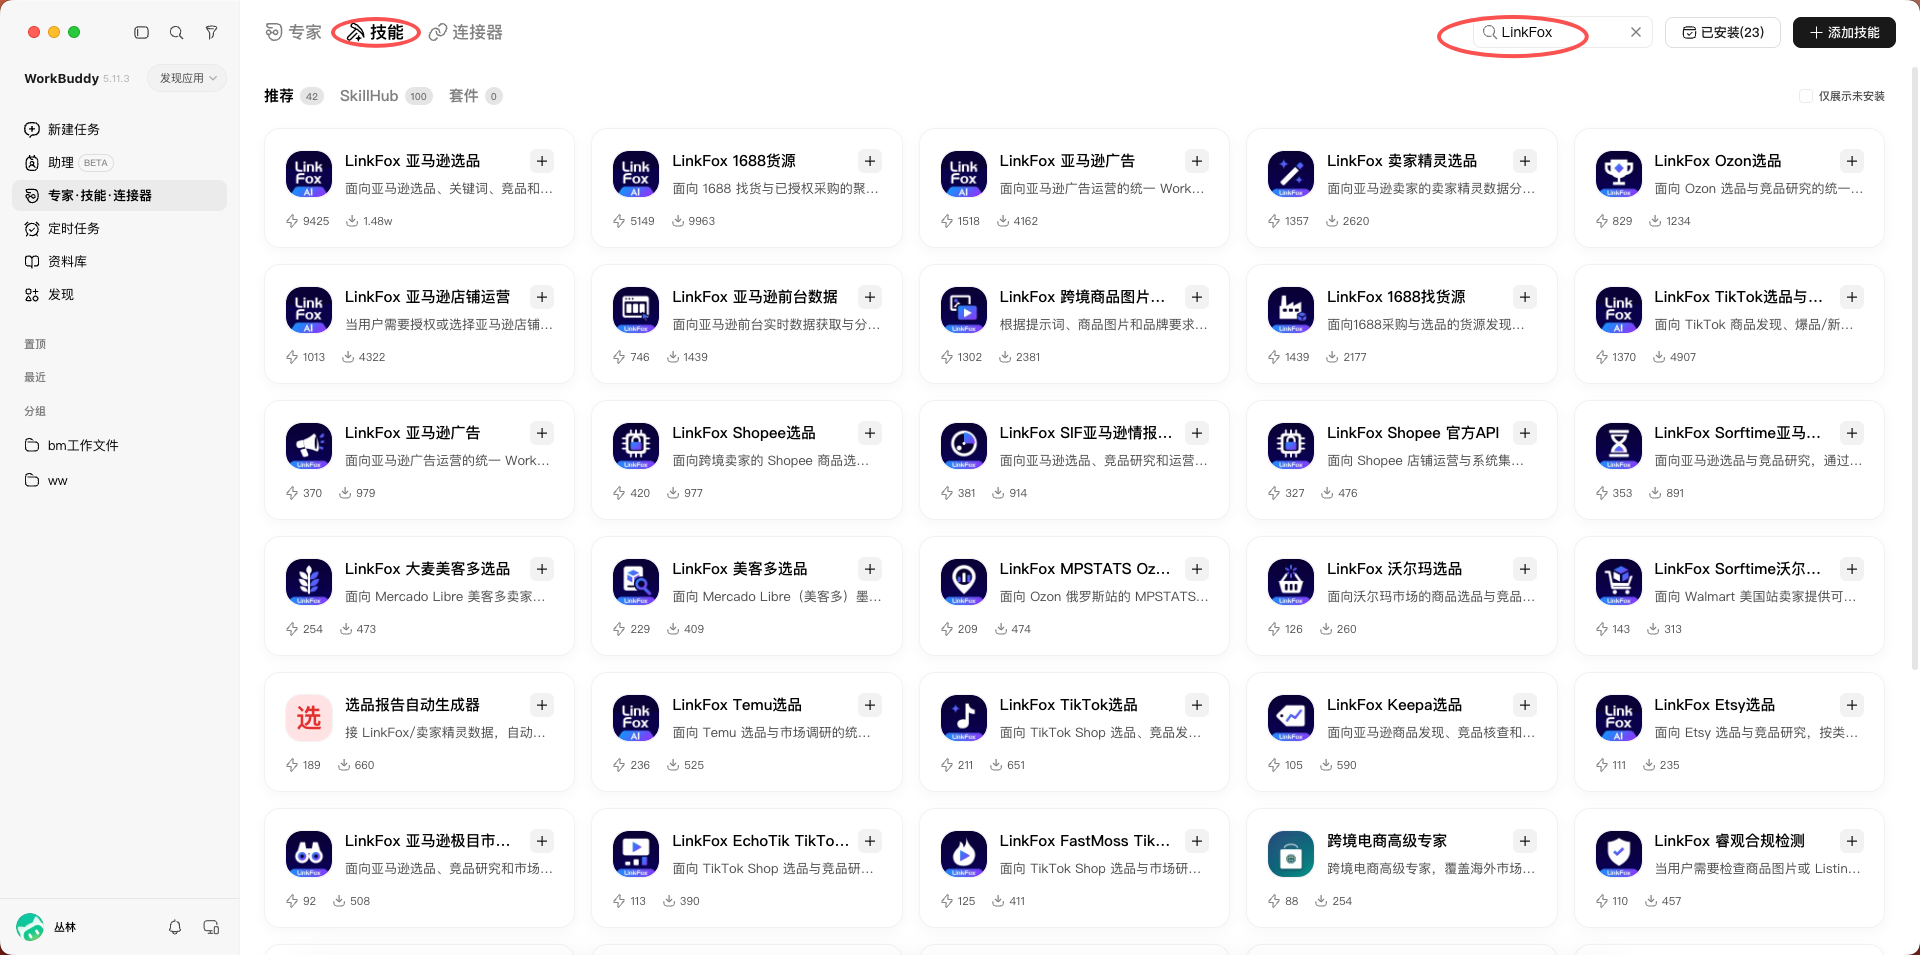 专家
技能
连接器
LinkFox
已安装(23)
添加技能
WorkBuddy 5.11.3
发现应用
新建任务
助理 BETA
专家·技能·连接器
定时任务
资料库
发现
置顶
最近
分组
bm工作文件
ww
丛林
推荐 42
SkillHub 100
套件 0
仅展示未安装
LinkFox 亚马逊选品
面向亚马逊选品、关键词、竞品和...
9425 1.48w
LinkFox 1688货源
面向 1688 找货与已授权采购的聚...
5149 9963
LinkFox 亚马逊广告
面向亚马逊广告运营的统一 Work...
1518 4162
LinkFox 卖家精灵选品
面向亚马逊卖家的卖家精灵数据分...
1357 2620
LinkFox Ozon选品
面向 Ozon 选品与竞品研究的统一...
829 1234
LinkFox 亚马逊店铺运营
当用户需要授权或选择亚马逊店铺...
1013 4322
LinkFox 亚马逊前台数据
面向亚马逊前台实时数据获取与分...
746 1439
LinkFox 跨境商品图片...
根据提示词、商品图片和品牌要求...
1302 2381
LinkFox 1688找货源
面向1688采购与选品的货源发现...
1439 2177
LinkFox TikTok选品与...
面向 TikTok 商品发现、爆品/新...
1370 4907
LinkFox 亚马逊广告
面向亚马逊广告运营的统一 Work...
370 979
LinkFox Shopee选品
面向跨境卖家的 Shopee 商品选...
420 977
LinkFox SIF亚马逊情报...
面向亚马逊选品、竞品研究和运营...
381 914
LinkFox Shopee 官方API
面向 Shopee 店铺运营与系统集...
327 476
LinkFox Sorftime亚马...
面向亚马逊选品与竞品研究，通过...
353 891
LinkFox 大麦美客多选品
面向 Mercado Libre 美客多卖家...
254 473
LinkFox 美客多选品
面向 Mercado Libre（美客多）墨...
229 409
LinkFox MPSTATS Oz...
面向 Ozon 俄罗斯站的 MPSTATS...
209 474
LinkFox 沃尔玛选品
面向沃尔玛市场的商品选品与竞品...
126 260
LinkFox Sorftime沃尔...
面向 Walmart 美国站卖家提供可...
143 313
选
选品报告自动生成器
接 LinkFox/卖家精灵数据，自动...
189 660
LinkFox Temu选品
面向 Temu 选品与市场调研的统...
236 525
LinkFox TikTok选品
面向 TikTok Shop 选品、竞品发...
211 651
LinkFox Keepa选品
面向亚马逊商品发现、竞品核查和...
105 590
LinkFox Etsy选品
面向 Etsy 选品与竞品研究，按类...
111 235
LinkFox 亚马逊极目市...
面向亚马逊选品、竞品研究和市场...
92 508
LinkFox EchoTik TikTo...
面向 TikTok Shop 选品与竞品研...
113 390
LinkFox FastMoss Tik...
面向 TikTok Shop 选品与市场研...
125 411
跨境电商高级专家
跨境电商高级专家，覆盖海外市场...
88 254
LinkFox 睿观合规检测
当用户需要检查商品图片或 Listin...
110 457